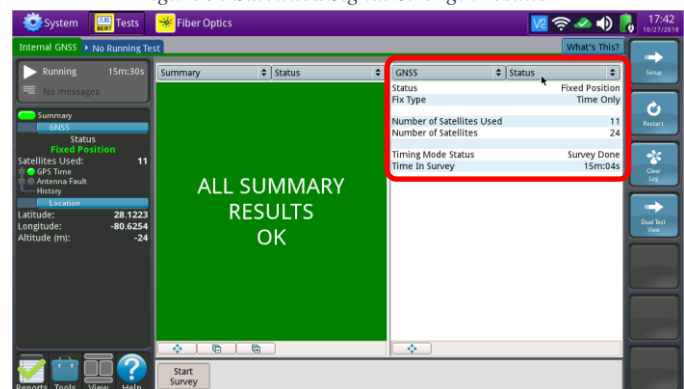 System
Tests
Fiber Optics
V2
17:42
10/27/2018
Internal GNSS
No Running Test
What's This?
Running 15m:30s
No messages
Summary
GNSS
Status
Fixed Position
Satellites Used: 11
GPS Time
Antenna Fault
History
Location
Latitude: 28.1223
Longitude: -80.6254
Altitude (m): -24
Summary
Status
ALL SUMMARY
RESULTS
OK
GNSS
Status
Status Fixed Position
Fix Type Time Only
Number of Satellites Used 11
Number of Satellites 24
Timing Mode Status Survey Done
Time In Survey 15m:04s
Setup
Restart
Clear
Log
Dual Test
View
Start
Survey
Reports
Tools
View
Help